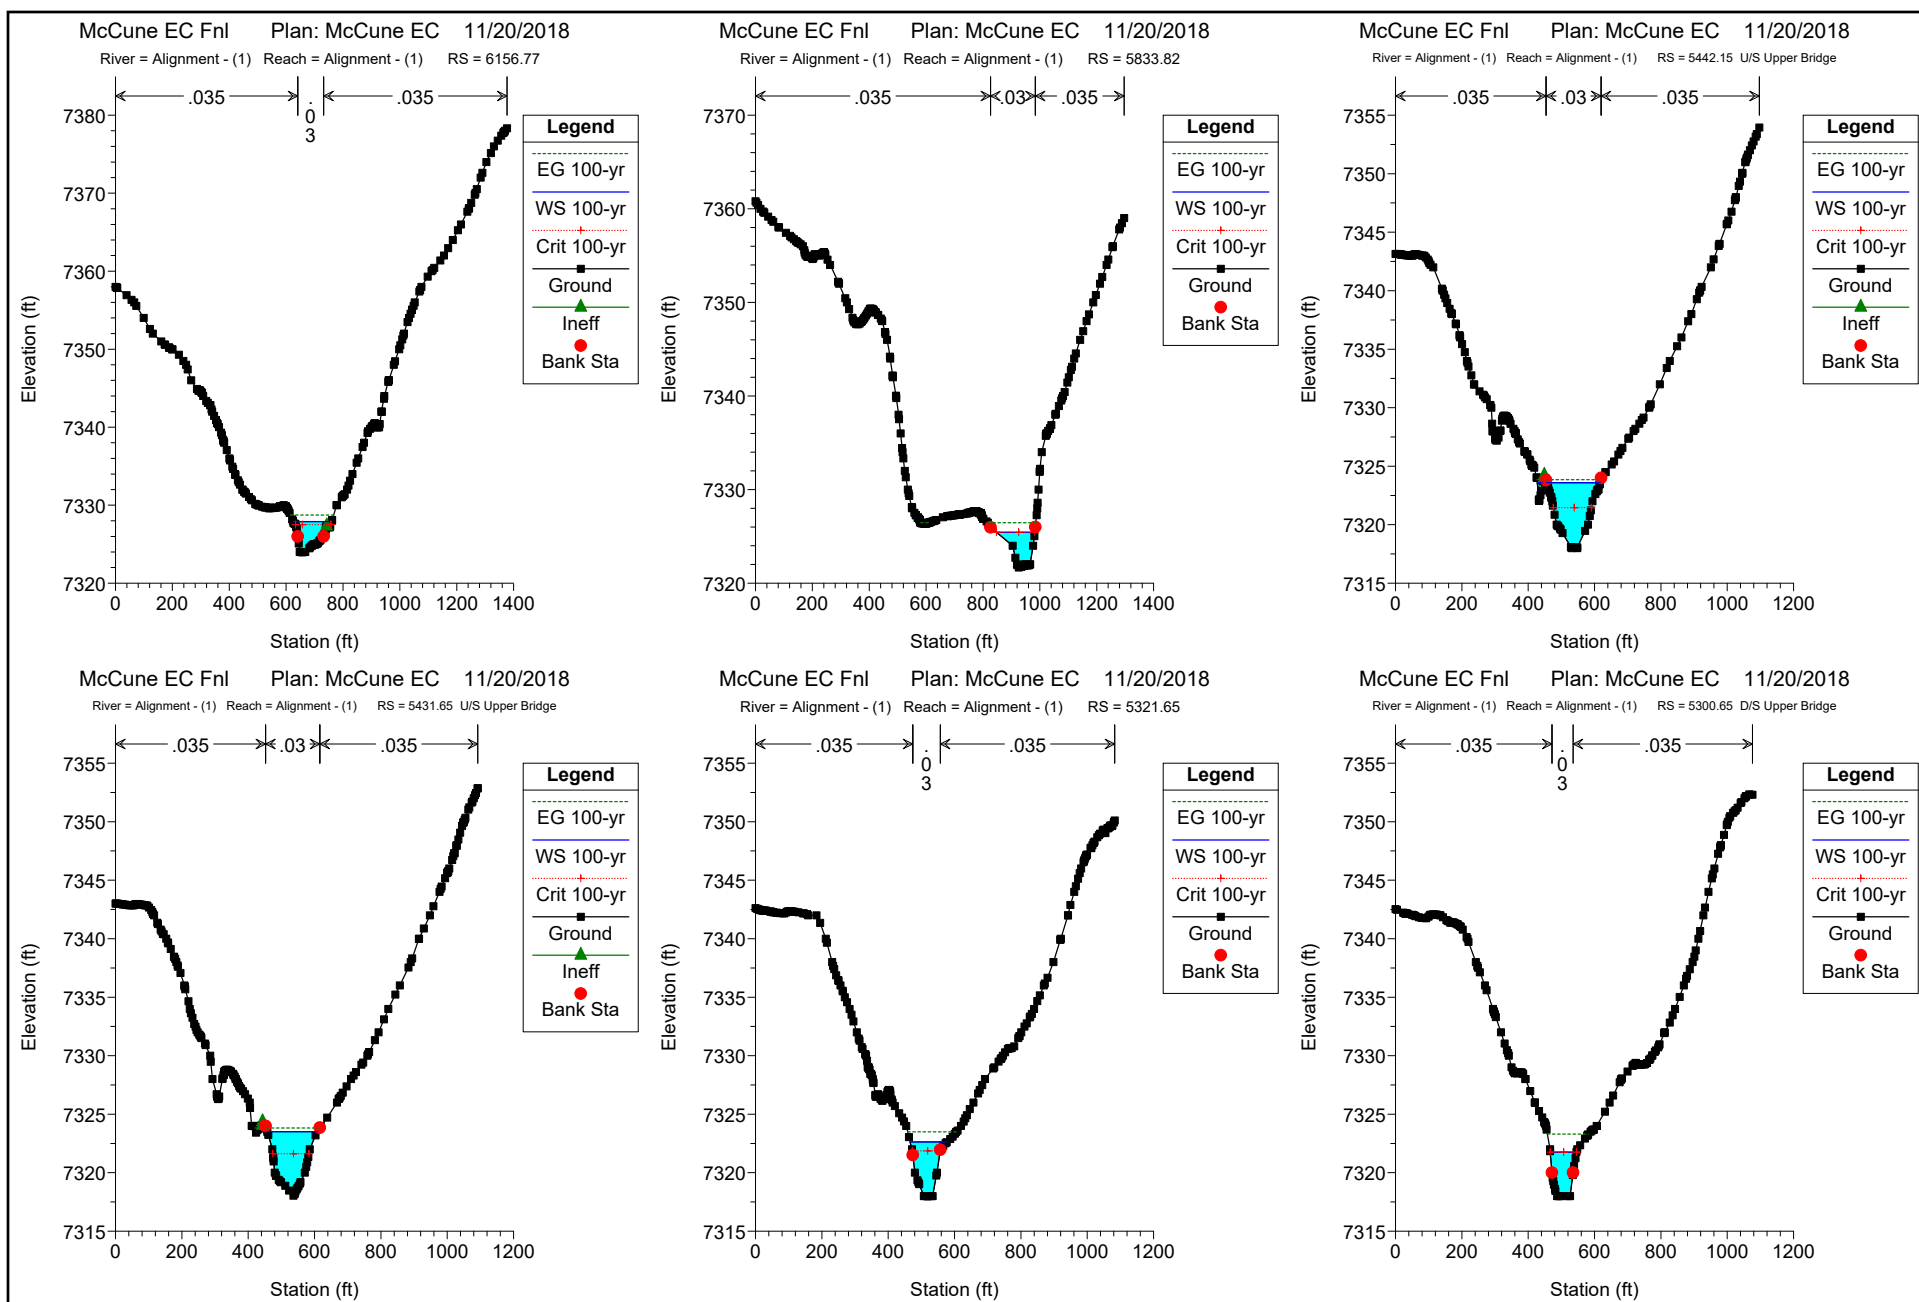 McCune EC Fnl Plan: McCune EC 11/20/2018
River = Alignment - (1) Reach = Alignment - (1) RS = 6156.77
.035 .03 .035
7380
7370
7360
7350
7340
7330
7320
Elevation (ft)
0 200 400 600 800 1000 1200 1400
Station (ft)
Legend
EG 100-yr
WS 100-yr
Crit 100-yr
Ground
Ineff
Bank Sta
McCune EC Fnl Plan: McCune EC 11/20/2018
River = Alignment - (1) Reach = Alignment - (1) RS = 5833.82
.035 .03 .035
7370
7360
7350
7340
7330
7320
Elevation (ft)
0 200 400 600 800 1000 1200 1400
Station (ft)
Legend
EG 100-yr
WS 100-yr
Crit 100-yr
Ground
Bank Sta
McCune EC Fnl Plan: McCune EC 11/20/2018
River = Alignment - (1) Reach = Alignment - (1) RS = 5442.15 U/S Upper Bridge
.035 .03 .035
7355
7350
7345
7340
7335
7330
7325
7320
7315
Elevation (ft)
0 200 400 600 800 1000 1200
Station (ft)
Legend
EG 100-yr
WS 100-yr
Crit 100-yr
Ground
Ineff
Bank Sta
McCune EC Fnl Plan: McCune EC 11/20/2018
River = Alignment - (1) Reach = Alignment - (1) RS = 5431.65 U/S Upper Bridge
.035 .03 .035
7355
7350
7345
7340
7335
7330
7325
7320
7315
Elevation (ft)
0 200 400 600 800 1000 1200
Station (ft)
Legend
EG 100-yr
WS 100-yr
Crit 100-yr
Ground
Ineff
Bank Sta
McCune EC Fnl Plan: McCune EC 11/20/2018
River = Alignment - (1) Reach = Alignment - (1) RS = 5321.65
.035 .03 .035
7355
7350
7345
7340
7335
7330
7325
7320
7315
Elevation (ft)
0 200 400 600 800 1000 1200
Station (ft)
Legend
EG 100-yr
WS 100-yr
Crit 100-yr
Ground
Bank Sta
McCune EC Fnl Plan: McCune EC 11/20/2018
River = Alignment - (1) Reach = Alignment - (1) RS = 5300.65 D/S Upper Bridge
.035 .03 .035
7355
7350
7345
7340
7335
7330
7325
7320
7315
Elevation (ft)
0 200 400 600 800 1000 1200
Station (ft)
Legend
EG 100-yr
WS 100-yr
Crit 100-yr
Ground
Bank Sta